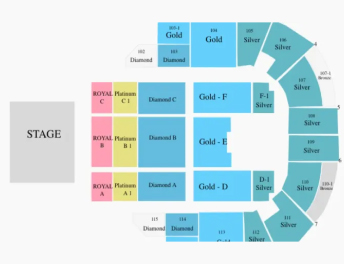 103-1
Gold
104
Gold
105
Silver
106
Silver
4
102
Diamond
103
Diamond
107-1
Bronze
107
Silver
ROYAL
C
Platinum
C 1
Diamond C
Gold - F
F-1
Silver
5
108
Silver
STAGE
ROYAL
B
Platinum
B 1
Diamond B
Gold - E
109
Silver
6
ROYAL
A
Platinum
A 1
Diamond A
Gold - D
D-1
Silver
110
Silver
110-1
Bronze
115
Diamond
114
Diamond
113
Gold
112
Silver
111
Silver
7